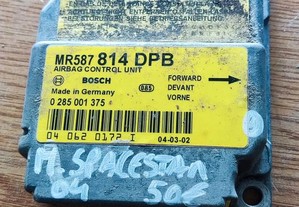 MR587 814 DPB
AIRBAG CONTROL UNIT
BOSCH
DAS
FORWARD
DEVANT
VORNE
Made in Germany
0 285 001 375
04 062 0177 I
04-03-02
M. SPACESTAR
04 50€